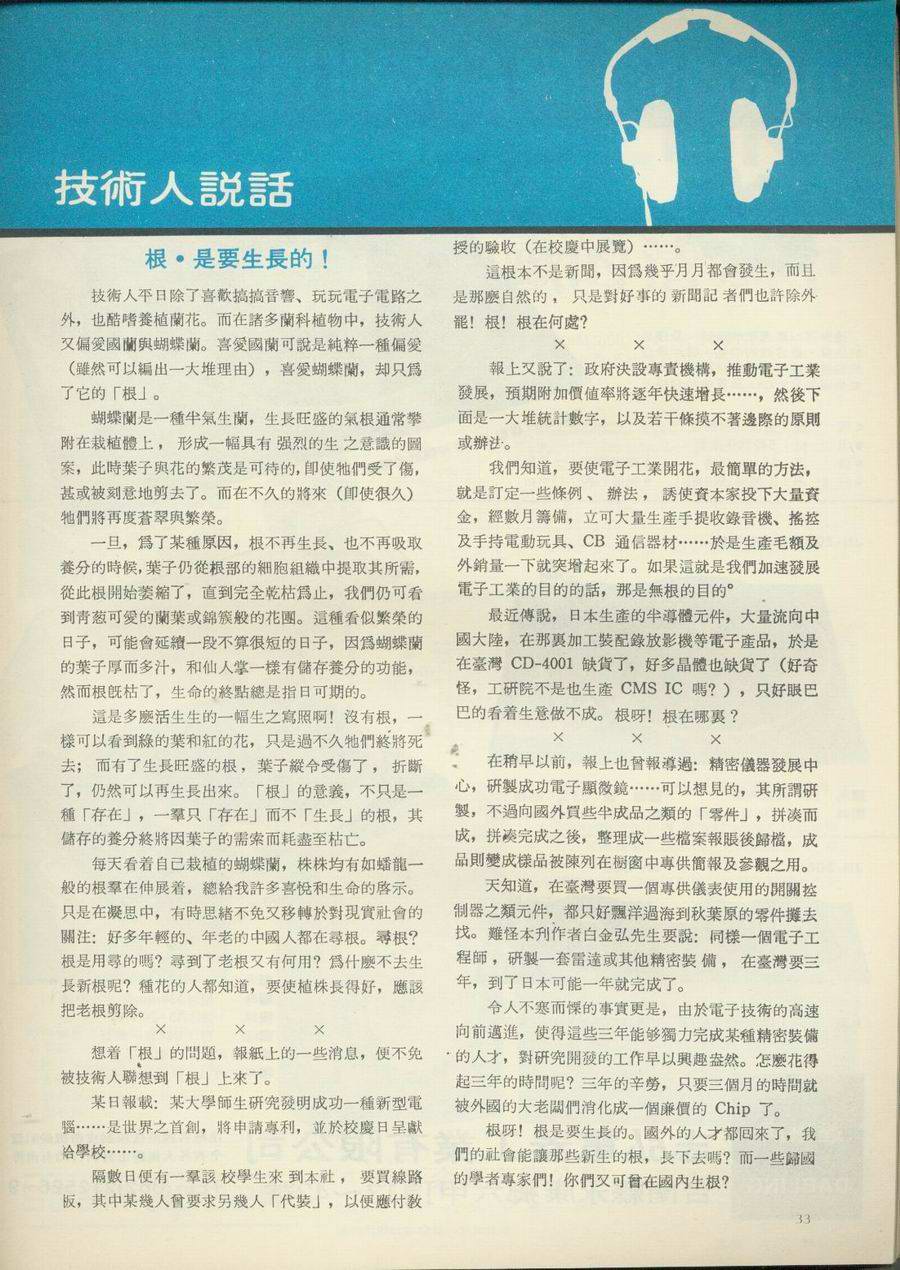 技術人說話
根•是要生長的！
技術人平日除了喜歡搞搞音響、玩玩電子電路之
外，也酷嗜養植蘭花。而在諸多蘭科植物中，技術人
又偏愛國蘭與蝴蝶蘭。喜愛國蘭可說是純粹一種偏愛
（雖然可以編出一大堆理由），喜愛蝴蝶蘭，却只爲
了它的「根」。
蝴蝶蘭是一種半氣生蘭，生長旺盛的氣根通常攀
附在栽植體上，形成一幅具有强烈的生之意識的圖
案，此時葉子與花的繁茂是可待的，卽使牠們受了傷，
甚或被刻意地剪去了。而在不久的將來（卽使很久）
牠們將再度蒼翠與繁榮。
一旦，爲了某種原因，根不再生長、也不再吸取
養分的時候，葉子仍從根部的細胞組織中提取其所需，
從此根開始萎縮了，直到完全乾枯爲止，我們仍可看
到靑葱可愛的蘭葉或錦簇般的花團。這種看似繁榮的
日子，可能會延續一段不算很短的日子，因爲蝴蝶蘭
的葉子厚而多汁，和仙人掌一樣有儲存養分的功能，
然而根旣枯了，生命的終點總是指日可期的。
這是多麽活生生的一幅生之寫照啊！沒有根，一
樣可以看到綠的葉和紅的花，只是過不久牠們終將死
去；而有了生長旺盛的根，葉子縱令受傷了，折斷
了，仍然可以再生長出來。「根」的意義，不只是一
種「存在」，一羣只「存在」而不「生長」的根，其
儲存的養分終將因葉子的需索而耗盡至枯亡。
每天看着自己栽植的蝴蝶蘭，株株均有如蟠龍一
般的根羣在伸展着，總給我許多喜悅和生命的啓示。
只是在凝思中，有時思緒不免又移轉於對現實社會的
關注：好多年輕的、年老的中國人都在尋根。尋根？
根是用尋的嗎？尋到了老根又有何用？爲什麽不去生
長新根呢？種花的人都知道，要使植株長得好，應該
把老根剪除。
×　×　×
想着「根」的問題，報紙上的一些消息，便不免
被技術人聯想到「根」上來了。
某日報載：某大學師生研究發明成功一種新型電
腦……是世界之首創，將申請專利，並於校慶日呈獻
給學校……。
隔數日便有一羣該校學生來到本社，要買線路
板，其中某幾人曾要求另幾人「代裝」，以便應付敎
授的驗收（在校慶中展覽）……。
這根本不是新聞，因爲幾乎月月都會發生，而且
是那麽自然的，只是對好事的新聞記者們也許除外
罷！根！根在何處？
×　×　×
報上又說了：政府決設專責機構，推動電子工業
發展，預期附加價値率將逐年快速增長……，然後下
面是一大堆統計數字，以及若干條摸不著邊際的原則
或辦法。
我們知道，要使電子工業開花，最簡單的方法，
就是訂定一些條例、辦法，誘使資本家投下大量資
金，經數月籌備，立可大量生產手提收錄音機、搖控
及手持電動玩具、CB 通信器材……於是生產毛額及
外銷量一下就突增起來了。如果這就是我們加速發展
電子工業的目的的話，那是無根的目的。
最近傳說，日本生產的半導體元件，大量流向中
國大陸，在那裏加工裝配錄放影機等電子產品，於是
在臺灣 CD-4001 缺貨了，好多晶體也缺貨了（好奇
怪，工研院不是也生產 CMS IC 嗎？），只好眼巴
巴的看着生意做不成。根呀！根在哪裏？
×　×　×
在稍早以前，報上也曾報導過：精密儀器發展中
心，研製成功電子顯微鏡……可以想見的，其所謂研
製，不過向國外買些半成品之類的「零件」，拼湊而
成，拼湊完成之後，整理成一些檔案報賬後歸檔，成
品則變成樣品被陳列在櫥窗中專供簡報及參觀之用。
天知道，在臺灣要買一個專供儀表使用的開關控
制器之類元件，都只好飄洋過海到秋葉原的零件攤去
找。難怪本刋作者白金弘先生要說：同樣一個電子工
程師，研製一套雷達或其他精密裝備，在臺灣要三
年，到了日本可能一年就完成了。
令人不寒而慄的事實更是，由於電子技術的高速
向前邁進，使得這些三年能够獨力完成某種精密裝備
的人才，對研究開發的工作早以興趣盎然。怎麽花得
起三年的時間呢？三年的辛勞，只要三個月的時間就
被外國的大老闆們消化成一個廉價的 Chip 了。
根呀！根是要生長的。國外的人才都回來了，我
們的社會能讓那些新生的根，長下去嗎？而一些歸國
的學者專家們！你們又可曾在國內生根？
33